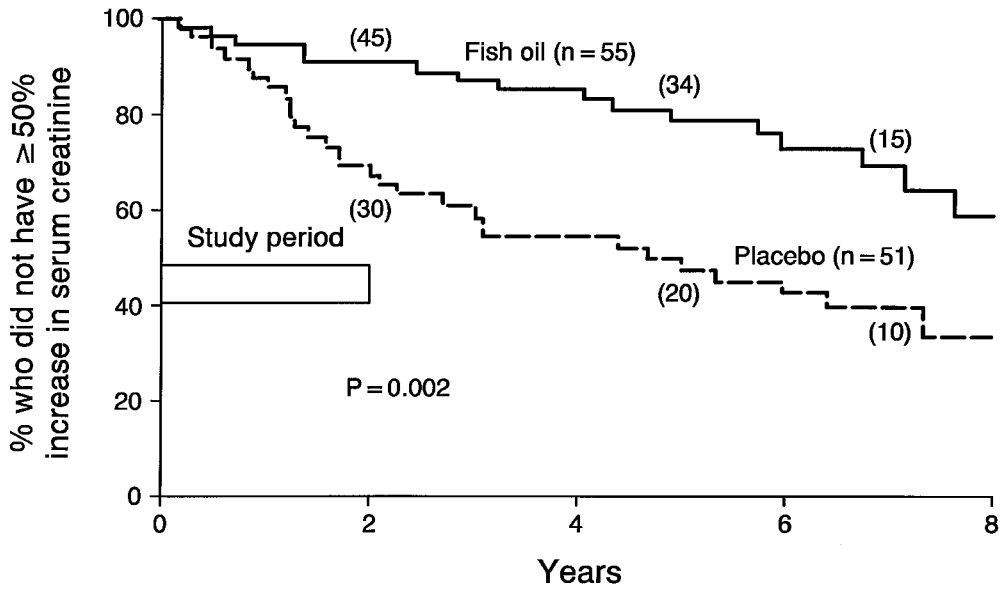 % who did not have ≥ 50%
increase in serum creatinine
100
80
60
40
20
0
(45)
Fish oil (n = 55)
(34)
(15)
(30)
Study period
Placebo (n = 51)
(20)
(10)
P = 0.002
0 2 4 6 8
Years